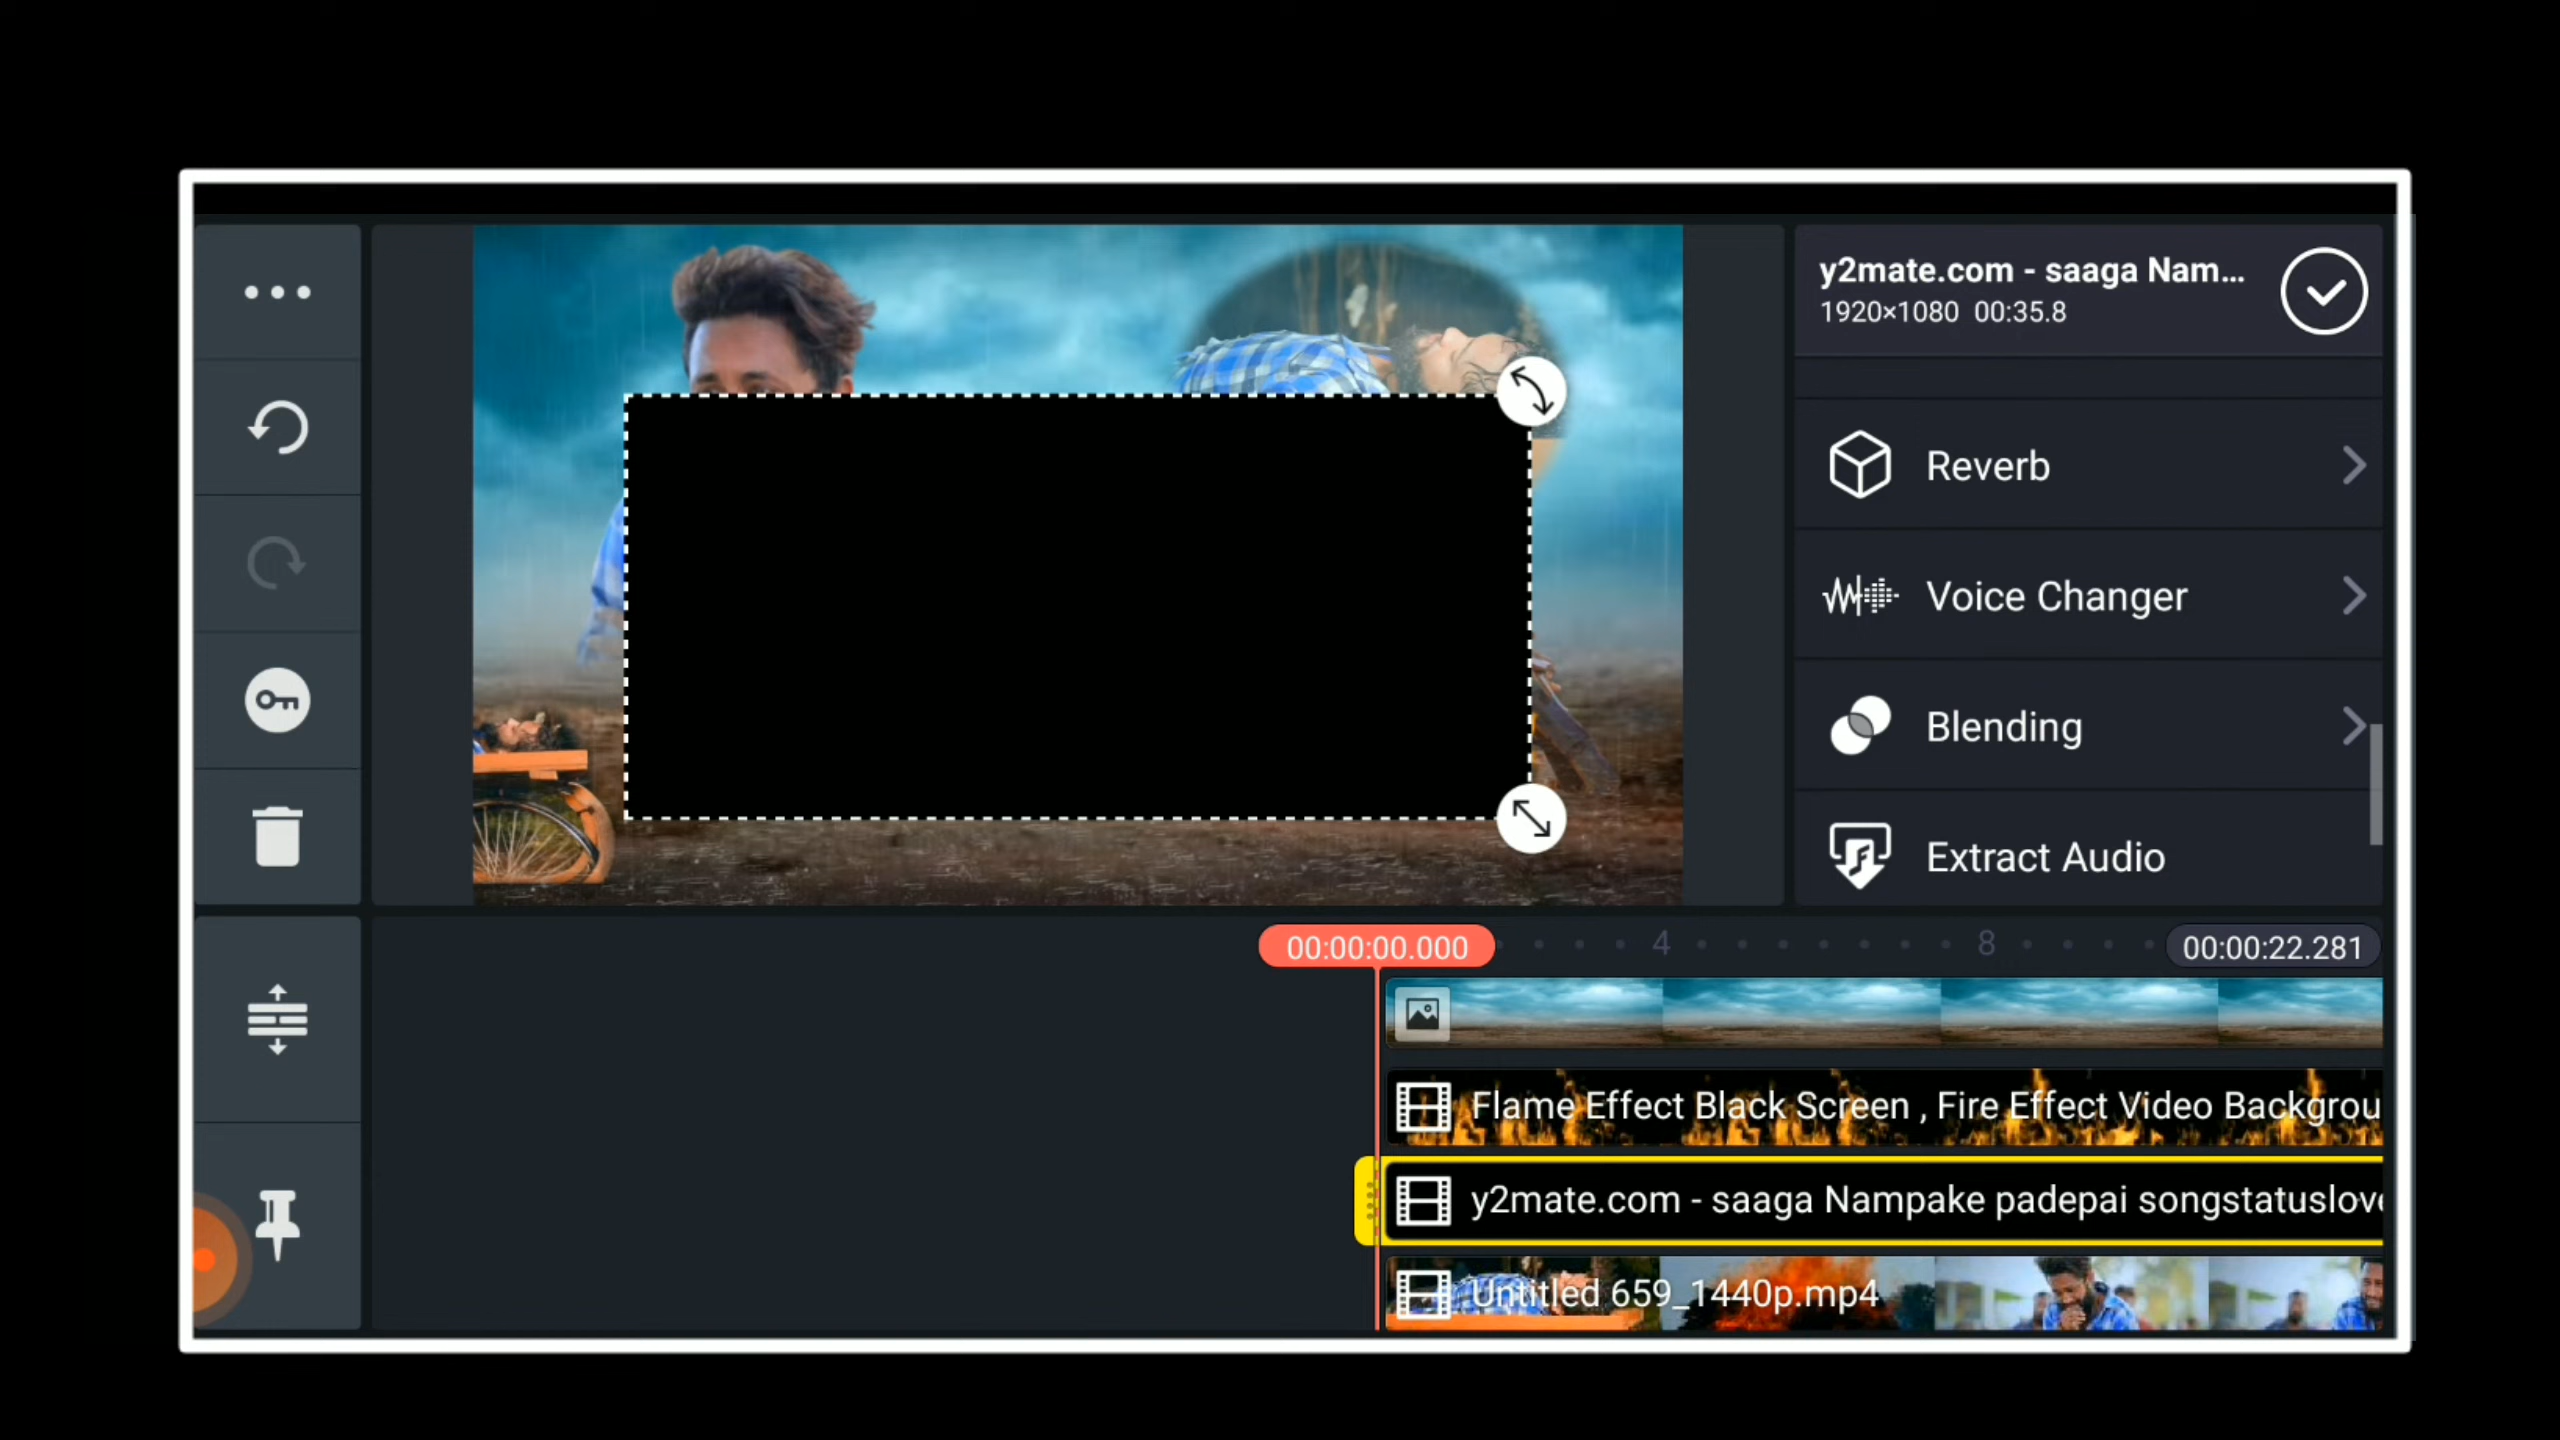 y2mate.com - saaga Nam...
1920×1080 00:35.8
Reverb
Voice Changer
Blending
Extract Audio
00:00:00.000
4
8
00:00:22.281
Flame Effect Black Screen , Fire Effect Video Backgrou
y2mate.com - saaga Nampake padepai songstatuslove
Untitled 659_1440p.mp4